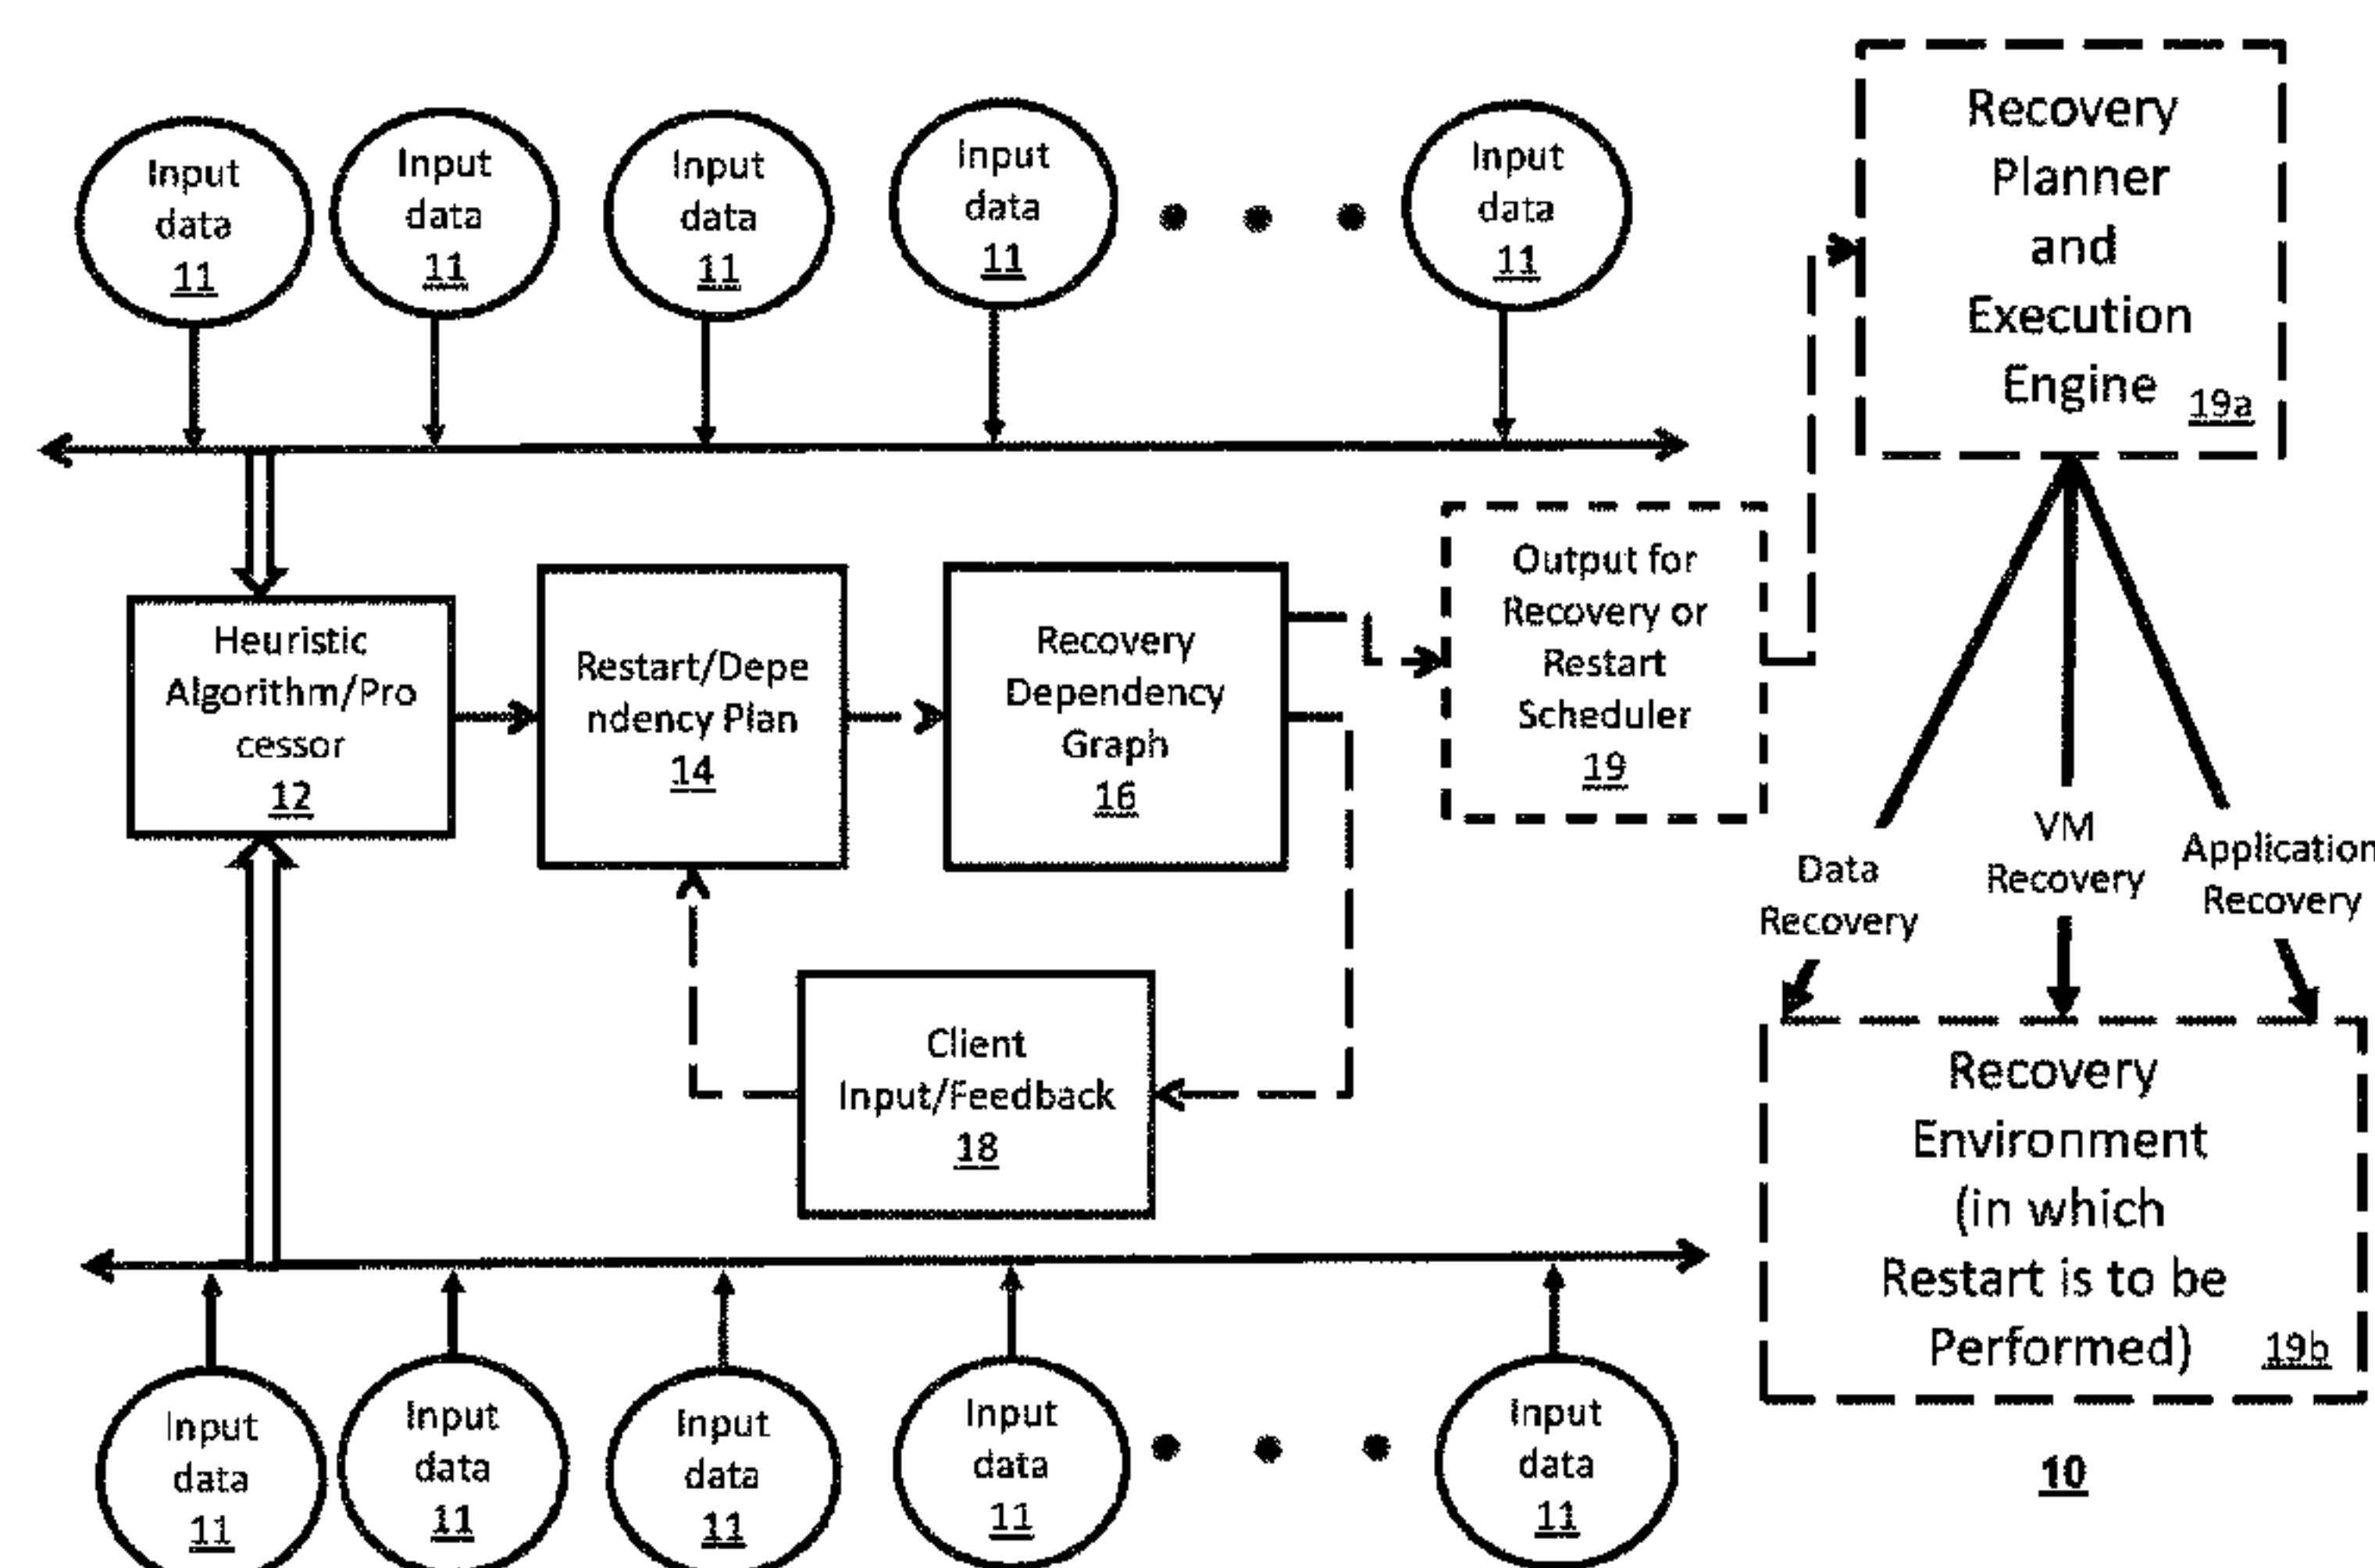 Input
data
11
Input
data
11
Input
data
11
Input
data
11
Input
data
11
Recovery
Planner
and
Execution
Engine
19a
Heuristic
Algorithm/Pro
cessor
12
Restart/Depe
ndency Plan
14
Recovery
Dependency
Graph
16
Output for
Recovery or
Restart
Scheduler
19
Data
Recovery
VM
Recovery
Application
Recovery
Client
Input/Feedback
18
Recovery
Environment
(in which
Restart is to be
Performed)
19b
Input
data
11
Input
data
11
Input
data
11
Input
data
11
Input
data
11
10